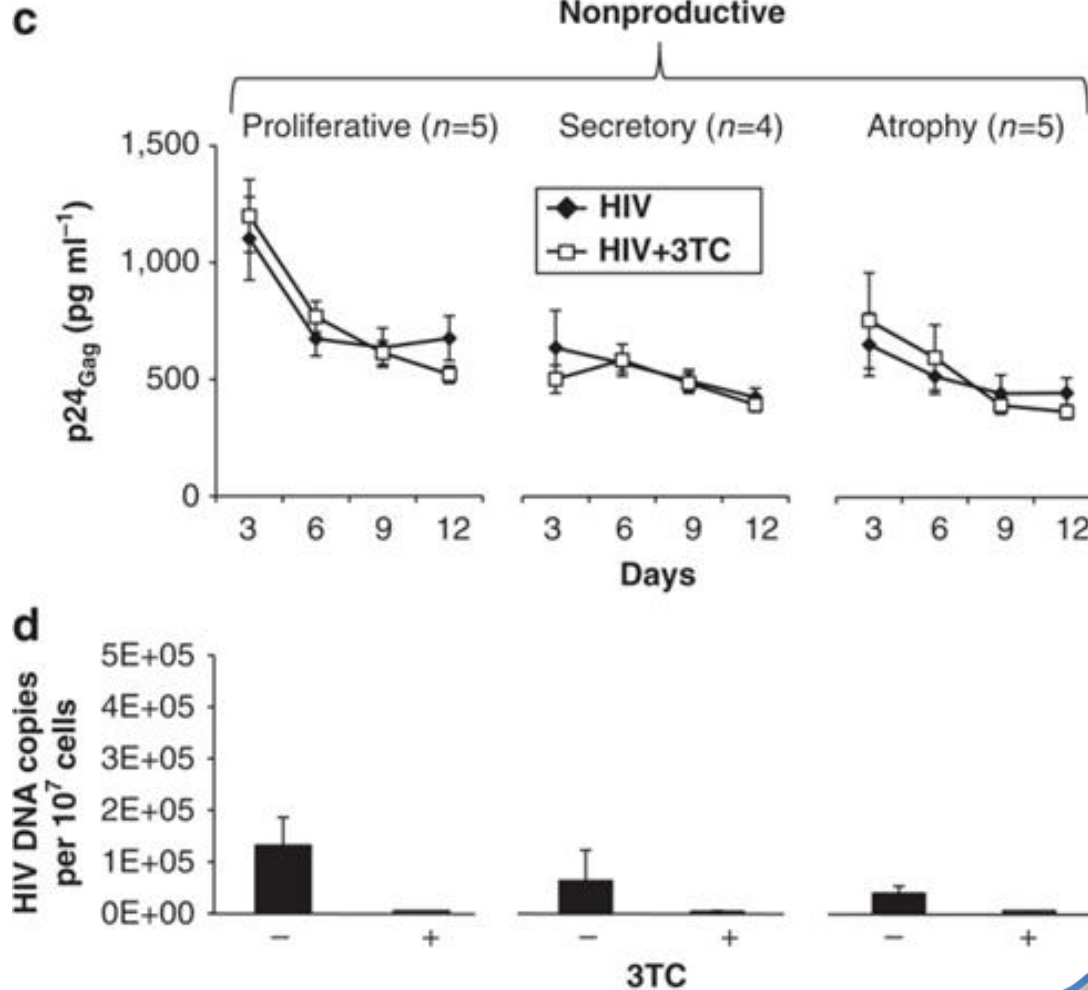 c
Nonproductive
Proliferative (n=5) Secretory (n=4) Atrophy (n=5)
1,500
1,000
500
0
p24Gag (pg ml⁻¹)
HIV
HIV+3TC
3 6 9 12 3 6 9 12 3 6 9 12
Days
d
5E+05
4E+05
3E+05
2E+05
1E+05
0E+00
HIV DNA copies
per 10⁷ cells
− + − + − +
3TC